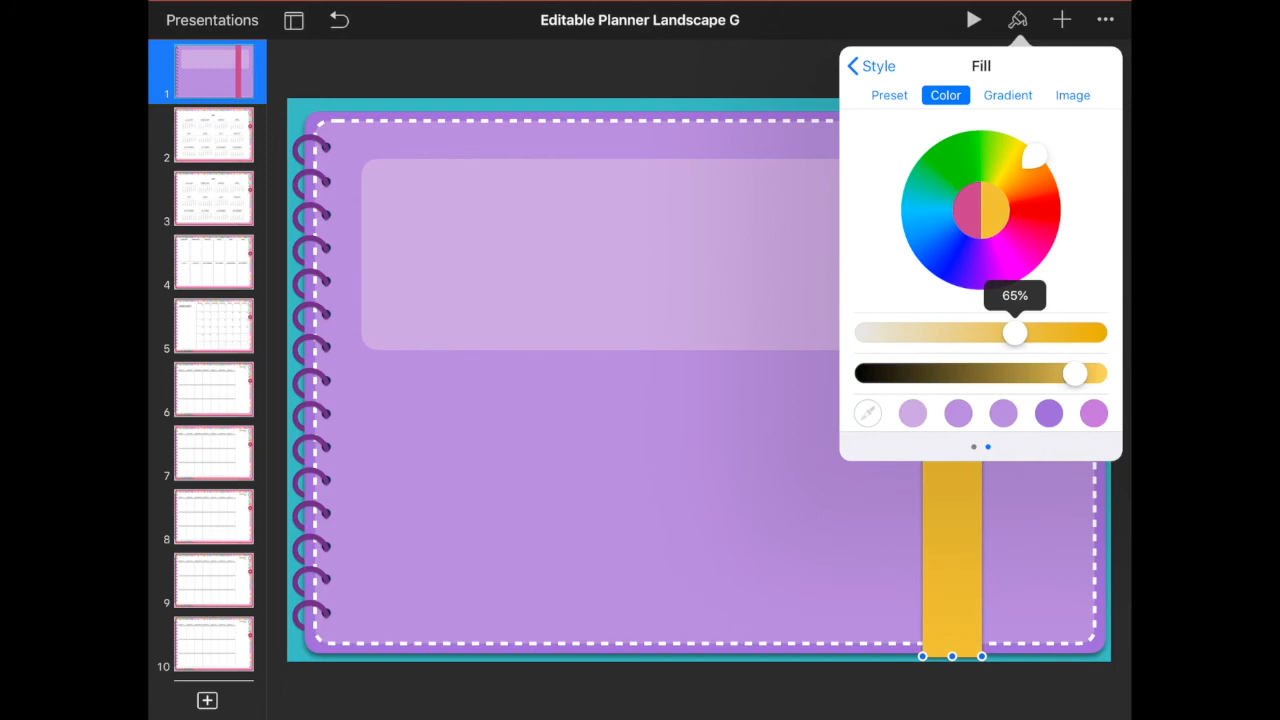 Presentations
Editable Planner Landscape G
Style
Fill
Preset
Color
Gradient
Image
65%
1
2
3
4
5
6
7
8
9
10